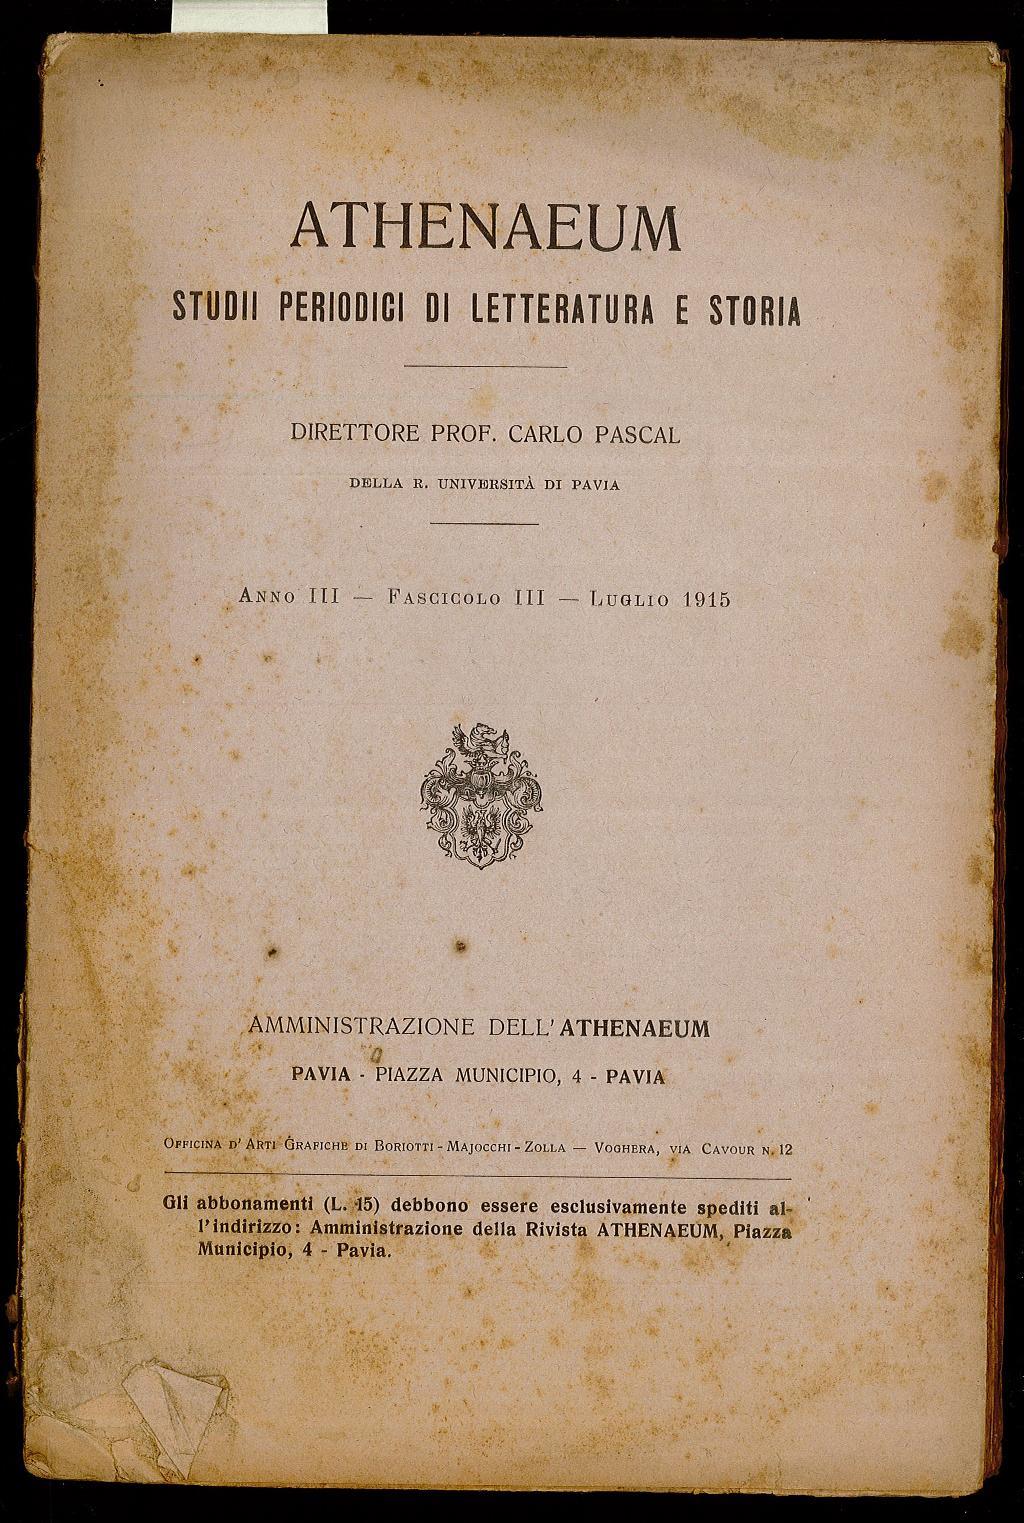 ATHENAEUM
STUDII PERIODICI DI LETTERATURA E STORIA
DIRETTORE PROF. CARLO PASCAL
DELLA R. UNIVERSITÀ DI PAVIA
ANNO III — FASCICOLO III — LUGLIO 1915
AMMINISTRAZIONE DELL'ATHENAEUM
PAVIA - PIAZZA MUNICIPIO, 4 - PAVIA
OFFICINA D'ARTI GRAFICHE DI BORIOTTI - MAJOCCHI - ZOLLA — VOGHERA, VIA CAVOUR N. 12
Gli abbonamenti (L. 15) debbono essere esclusivamente spediti al-
l'indirizzo: Amministrazione della Rivista ATHENAEUM, Piazza
Municipio, 4 - Pavia.